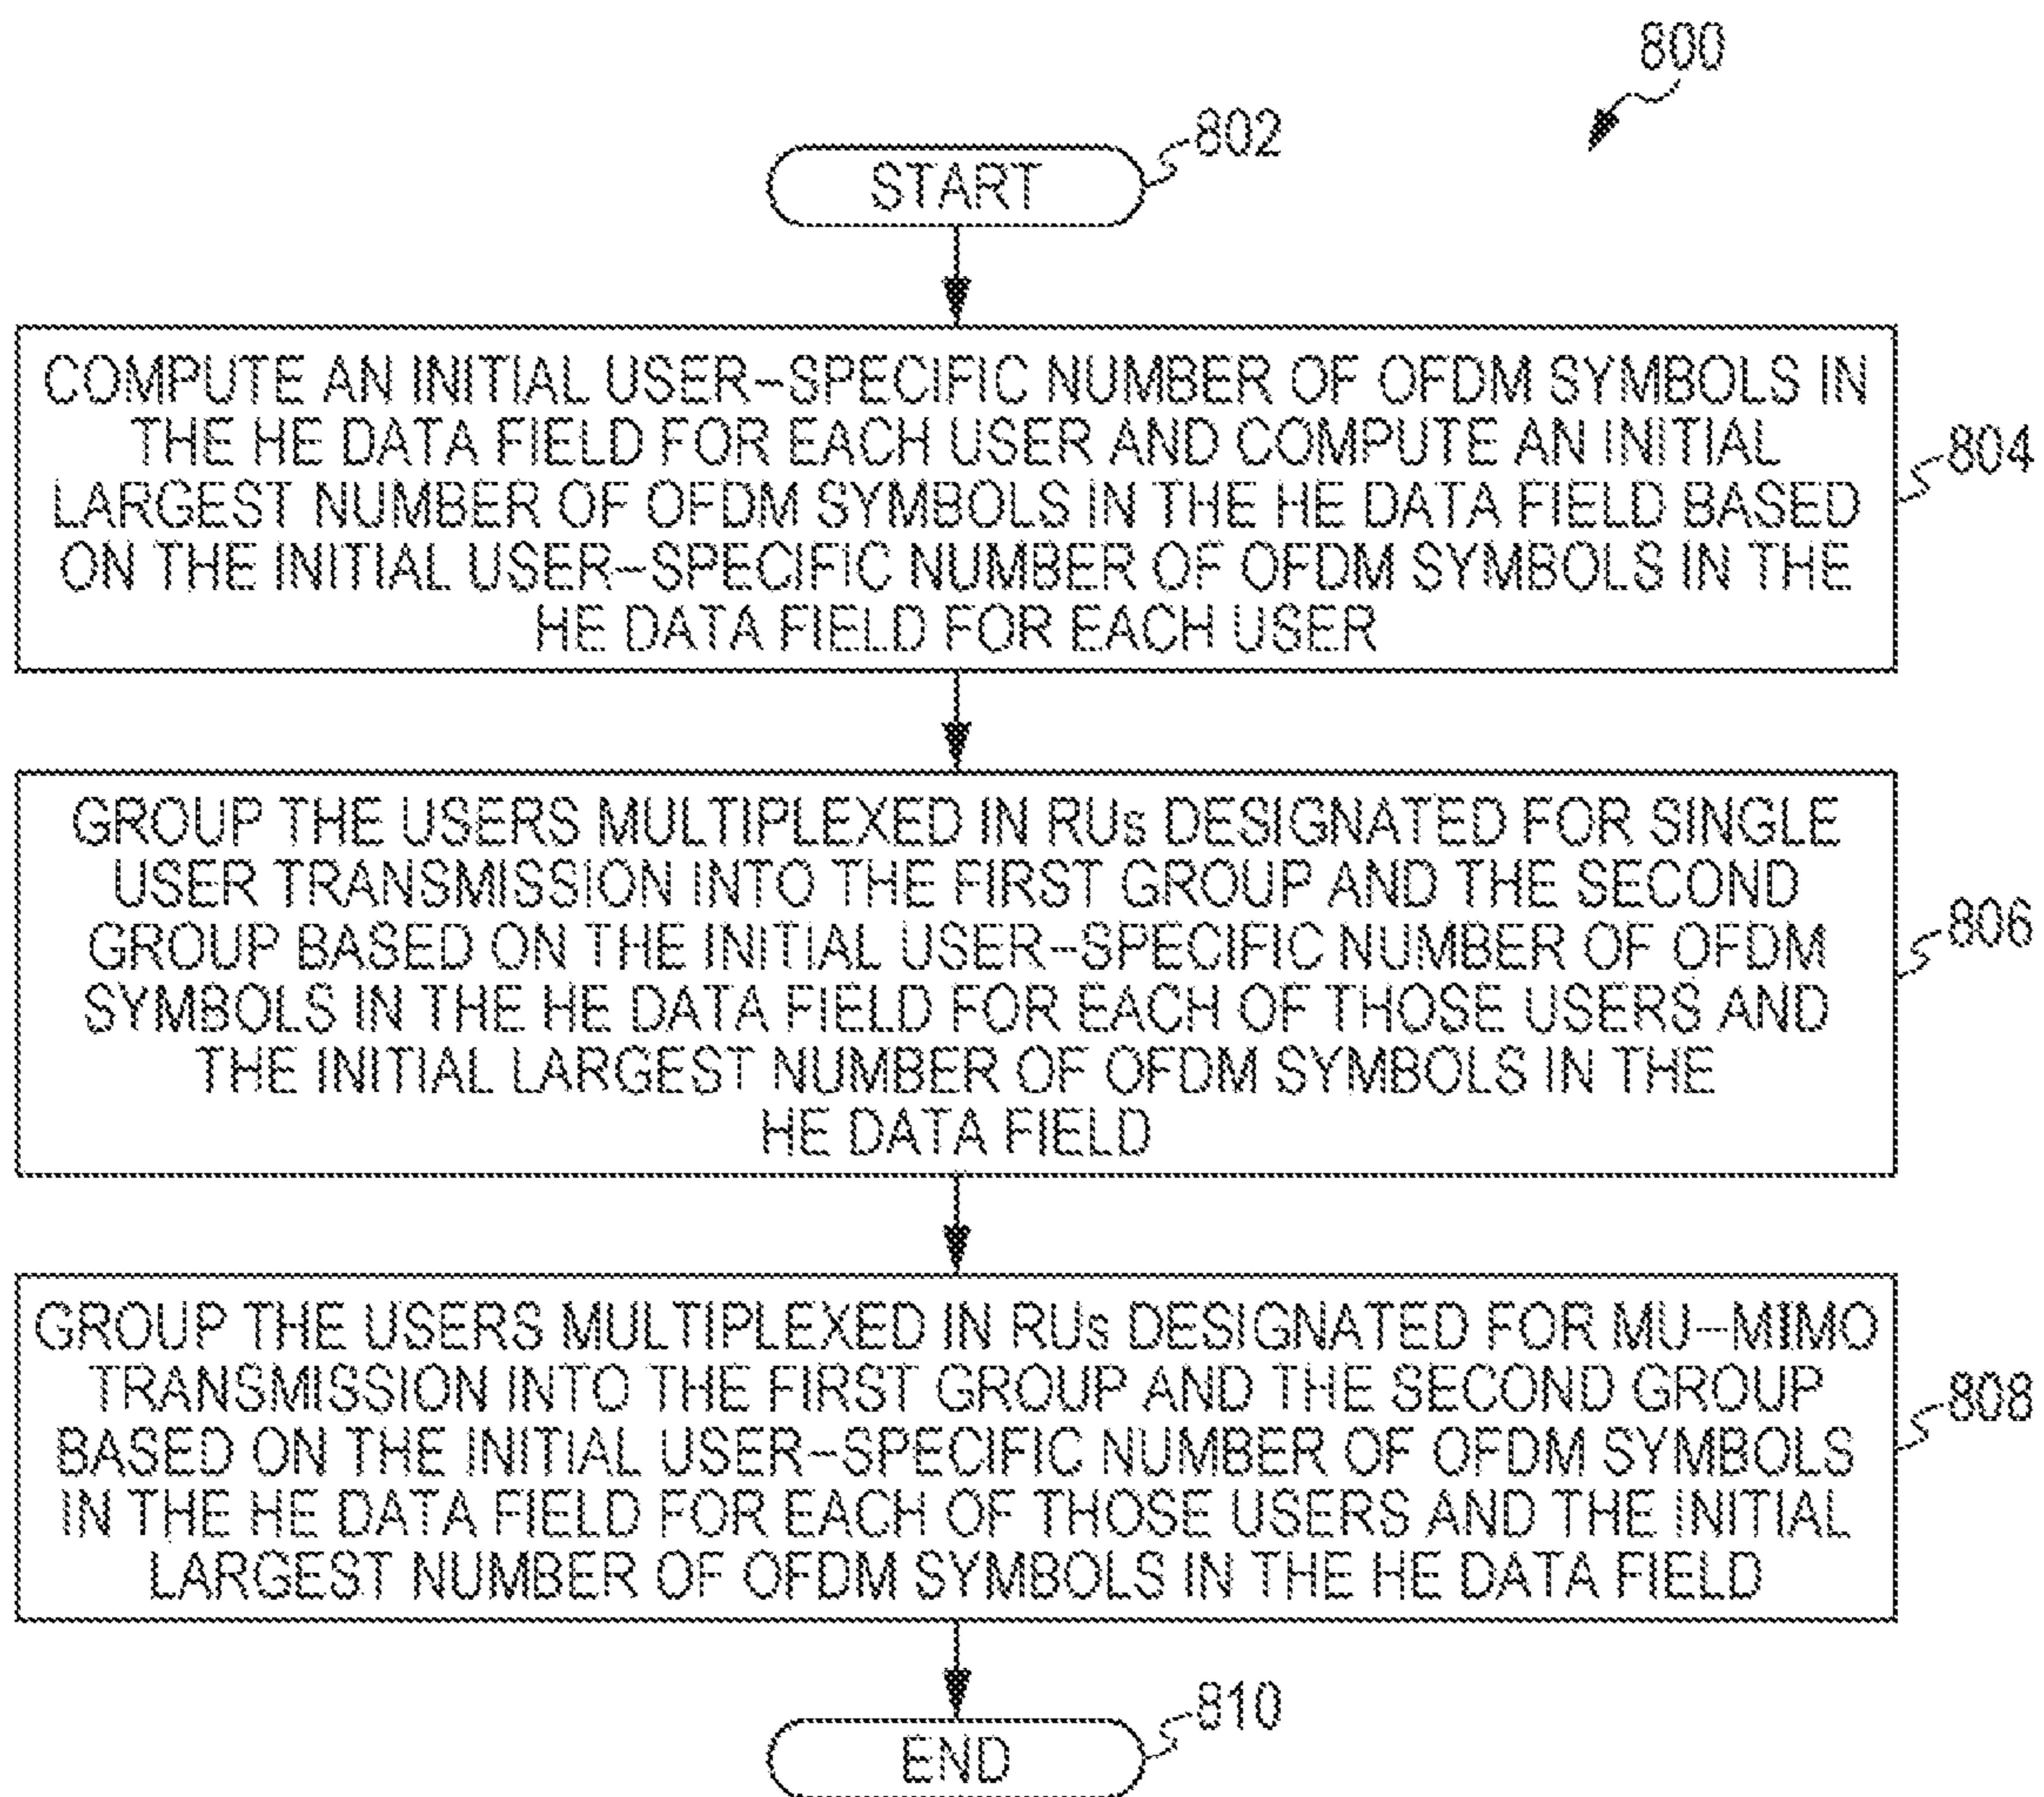 800
802
START
COMPUTE AN INITIAL USER-SPECIFIC NUMBER OF OFDM SYMBOLS IN
THE HE DATA FIELD FOR EACH USER AND COMPUTE AN INITIAL
LARGEST NUMBER OF OFDM SYMBOLS IN THE HE DATA FIELD BASED
ON THE INITIAL USER-SPECIFIC NUMBER OF OFDM SYMBOLS IN THE
HE DATA FIELD FOR EACH USER
804
GROUP THE USERS MULTIPLEXED IN RUs DESIGNATED FOR SINGLE
USER TRANSMISSION INTO THE FIRST GROUP AND THE SECOND
GROUP BASED ON THE INITIAL USER-SPECIFIC NUMBER OF OFDM
SYMBOLS IN THE HE DATA FIELD FOR EACH OF THOSE USERS AND
THE INITIAL LARGEST NUMBER OF OFDM SYMBOLS IN THE
HE DATA FIELD
806
GROUP THE USERS MULTIPLEXED IN RUs DESIGNATED FOR MU-MIMO
TRANSMISSION INTO THE FIRST GROUP AND THE SECOND GROUP
BASED ON THE INITIAL USER-SPECIFIC NUMBER OF OFDM SYMBOLS
IN THE HE DATA FIELD FOR EACH OF THOSE USERS AND THE INITIAL
LARGEST NUMBER OF OFDM SYMBOLS IN THE HE DATA FIELD
808
810
END